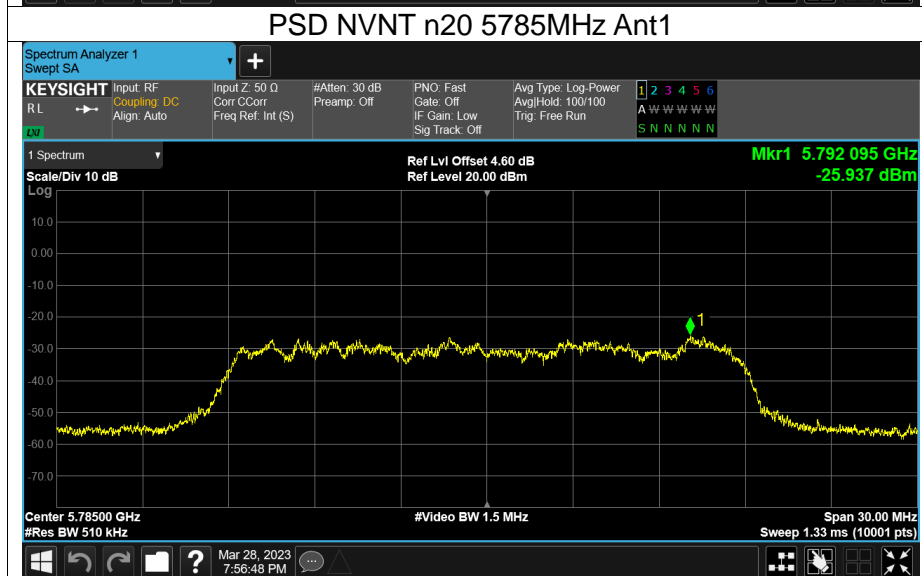 PSD NVNT n20 5785MHz Ant1
Spectrum Analyzer 1
Swept SA
+
KEYSIGHT
RL
LXI
Input: RF
Coupling: DC
Align: Auto
Input Z: 50 Ω
Corr CCorr
Freq Ref: Int (S)
#Atten: 30 dB
Preamp: Off
PNO: Fast
Gate: Off
IF Gain: Low
Sig Track: Off
Avg Type: Log-Power
Avg|Hold: 100/100
Trig: Free Run
1 2 3 4 5 6
A W W W W W
S N N N N N
1 Spectrum
Scale/Div 10 dB
Log
Ref Lvl Offset 4.60 dB
Ref Level 20.00 dBm
Mkr1 5.792 095 GHz
-25.937 dBm
10.0
0.00
-10.0
-20.0
-30.0
-40.0
-50.0
-60.0
-70.0
1
Center 5.78500 GHz
#Res BW 510 kHz
#Video BW 1.5 MHz
Span 30.00 MHz
Sweep 1.33 ms (10001 pts)
?
Mar 28, 2023
7:56:48 PM